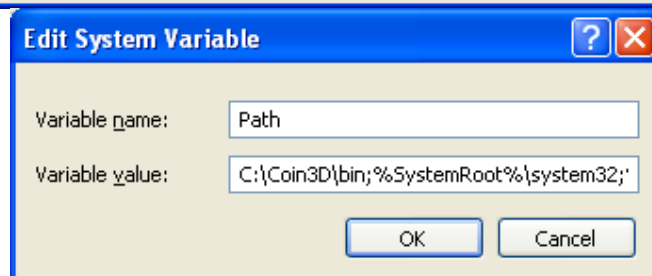 Edit System Variable
Variable name: Path
Variable value: C:\Coin3D\bin;%SystemRoot%\system32;
OK Cancel